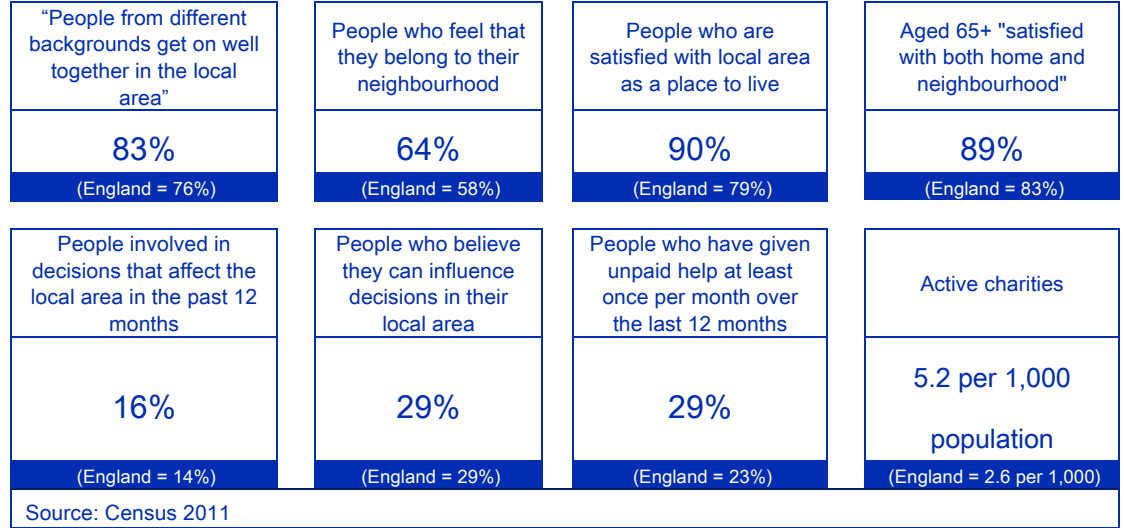 “People from different
backgrounds get on well
together in the local
area”
83%
(England = 76%)
People who feel that
they belong to their
neighbourhood
64%
(England = 58%)
People who are
satisfied with local area
as a place to live
90%
(England = 79%)
Aged 65+ "satisfied
with both home and
neighbourhood"
89%
(England = 83%)
People involved in
decisions that affect the
local area in the past 12
months
16%
(England = 14%)
People who believe
they can influence
decisions in their
local area
29%
(England = 29%)
People who have given
unpaid help at least
once per month over
the last 12 months
29%
(England = 23%)
Active charities
5.2 per 1,000
population
(England = 2.6 per 1,000)
Source: Census 2011